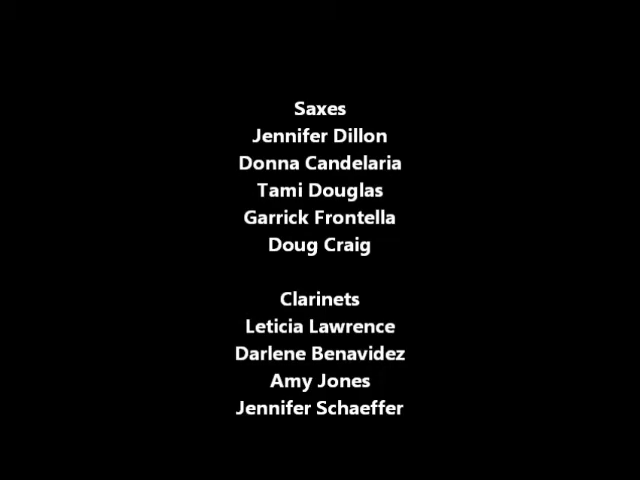 Saxes
Jennifer Dillon
Donna Candelaria
Tami Douglas
Garrick Frontella
Doug Craig
Clarinets
Leticia Lawrence
Darlene Benavidez
Amy Jones
Jennifer Schaeffer